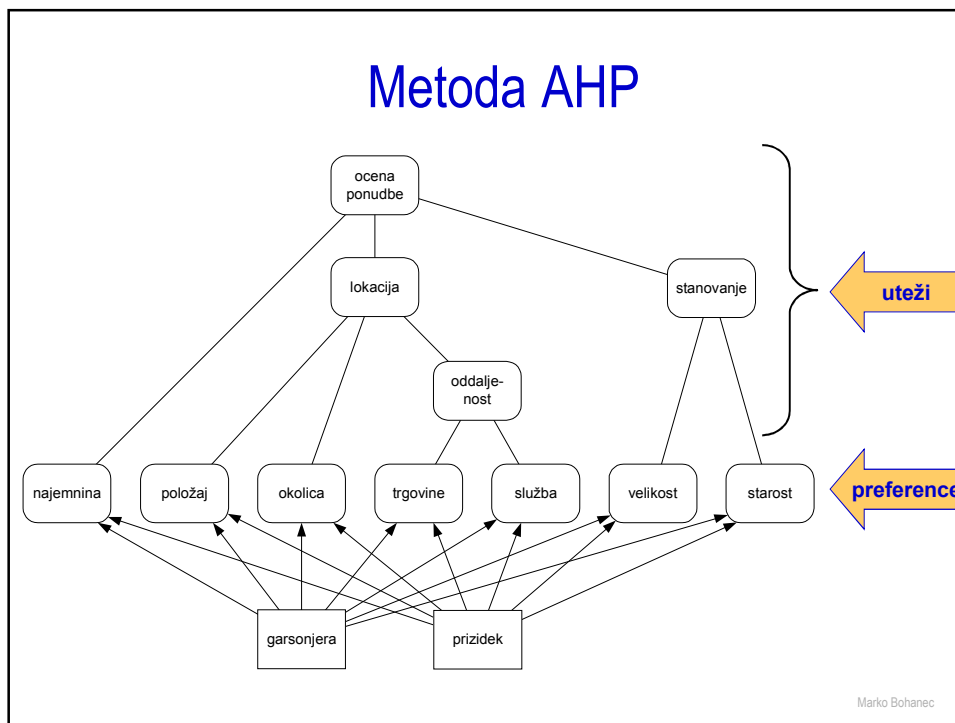 Metoda AHP
ocena
ponudbe
lokacija
stanovanje
uteži
oddalje-
nost
najemnina
položaj
okolica
trgovine
služba
velikost
starost
preference
garsonjera
prizidek
Marko Bohanec